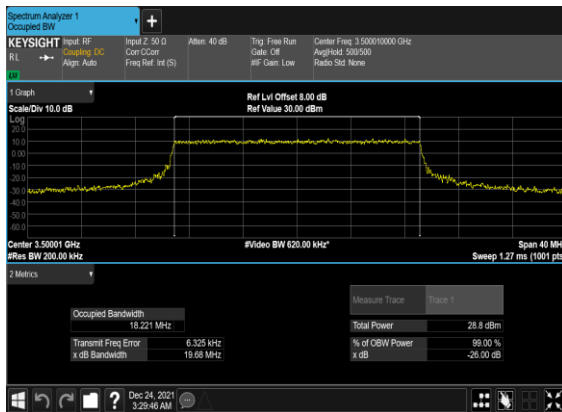 Spectrum Analyzer 1
Occupied BW
+
KEYSIGHT Input: RF Input Z: 50 Ω Atten: 40 dB Trig: Free Run Center Freq: 3.500010000 GHz
RL Coupling: DC Corr CCorr Gate: Off Avg|Hold: 500/500
Align: Auto Freq Ref: Int (S) #IF Gain: Low Radio Std: None
LXI
1 Graph
Ref Lvl Offset 8.00 dB
Scale/Div 10.0 dB Ref Value 30.00 dBm
Log
20.0
10.0
0.00
-10.0
-20.0
-30.0
-40.0
-50.0
-60.0
Center 3.50001 GHz #Video BW 620.00 kHz* Span 40 MH
#Res BW 200.00 kHz Sweep 1.27 ms (1001 pts
2 Metrics
Measure Trace Trace 1
Occupied Bandwidth
18.221 MHz
Total Power 28.8 dBm
Transmit Freq Error 6.325 kHz % of OBW Power 99.00 %
x dB Bandwidth 19.68 MHz x dB -26.00 dB
? Dec 24, 2021
3:29:46 AM